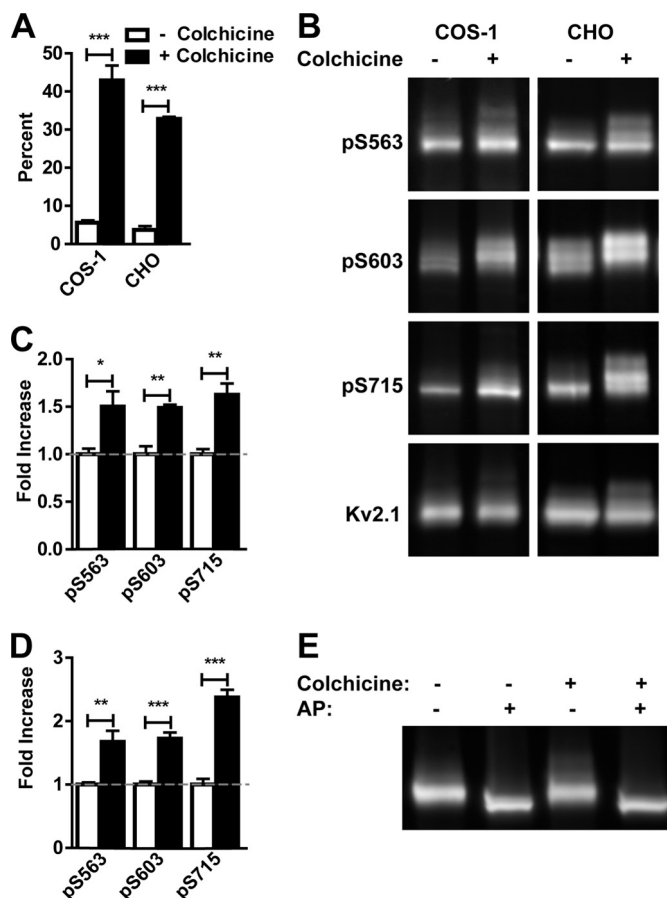 A
*** - Colchicine
+ Colchicine
***
Percent
50
40
30
20
10
0
COS-1
CHO
B
COS-1 CHO
Colchicine - + - +
pS563
pS603
pS715
Kv2.1
C
Fold Increase
2.0
1.5
1.0
0.5
0.0
* ** **
pS563
pS603
pS715
D
Fold Increase
3
2
1
0
** *** ***
pS563
pS603
pS715
E
Colchicine: - - + +
AP: - + - +